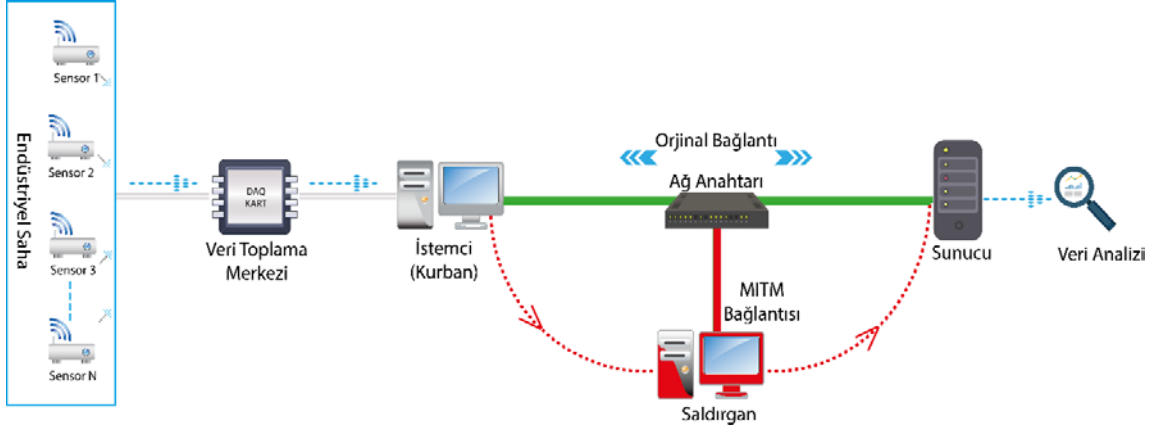 Endüstriyel Saha
Sensor 1
Sensor 2
Sensor 3
Sensor N
DAQ
KART
Veri Toplama
Merkezi
İstemci
(Kurban)
Orjinal Bağlantı
Ağ Anahtarı
MITM
Bağlantısı
Saldırgan
Sunucu
Veri Analizi